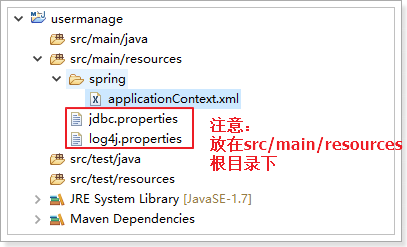 usermanage
src/main/java
src/main/resources
spring
applicationContext.xml
jdbc.properties
log4j.properties
注意：
放在src/main/resources
根目录下
src/test/java
src/test/resources
JRE System Library [JavaSE-1.7]
Maven Dependencies